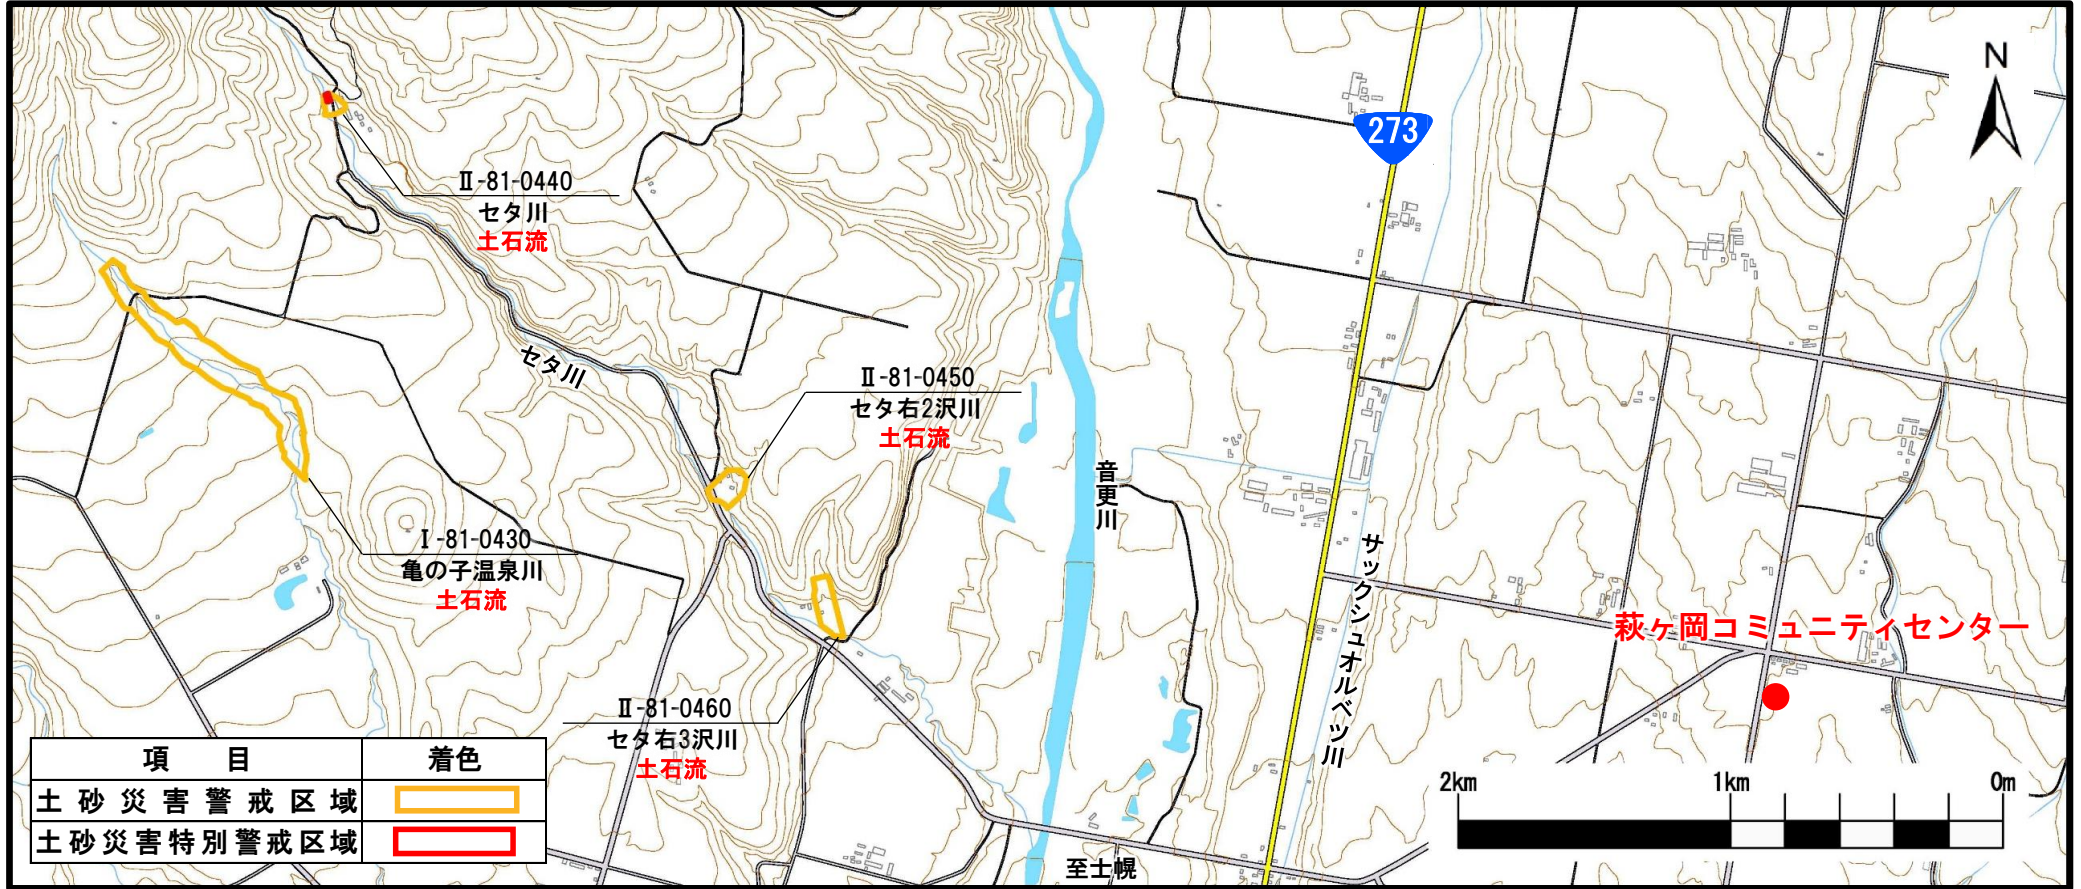 N
273
Ⅱ-81-0440
セタ川
土石流
セタ川
Ⅱ-81-0450
セタ右2沢川
土石流
音更川
Ⅰ-81-0430
亀の子温泉川
土石流
サックシュオルベツ川
萩ヶ岡コミュニティセンター
Ⅱ-81-0460
セタ右3沢川
土石流
項 目 着色
土砂災害警戒区域
土砂災害特別警戒区域
2km 1km 0m
至士幌